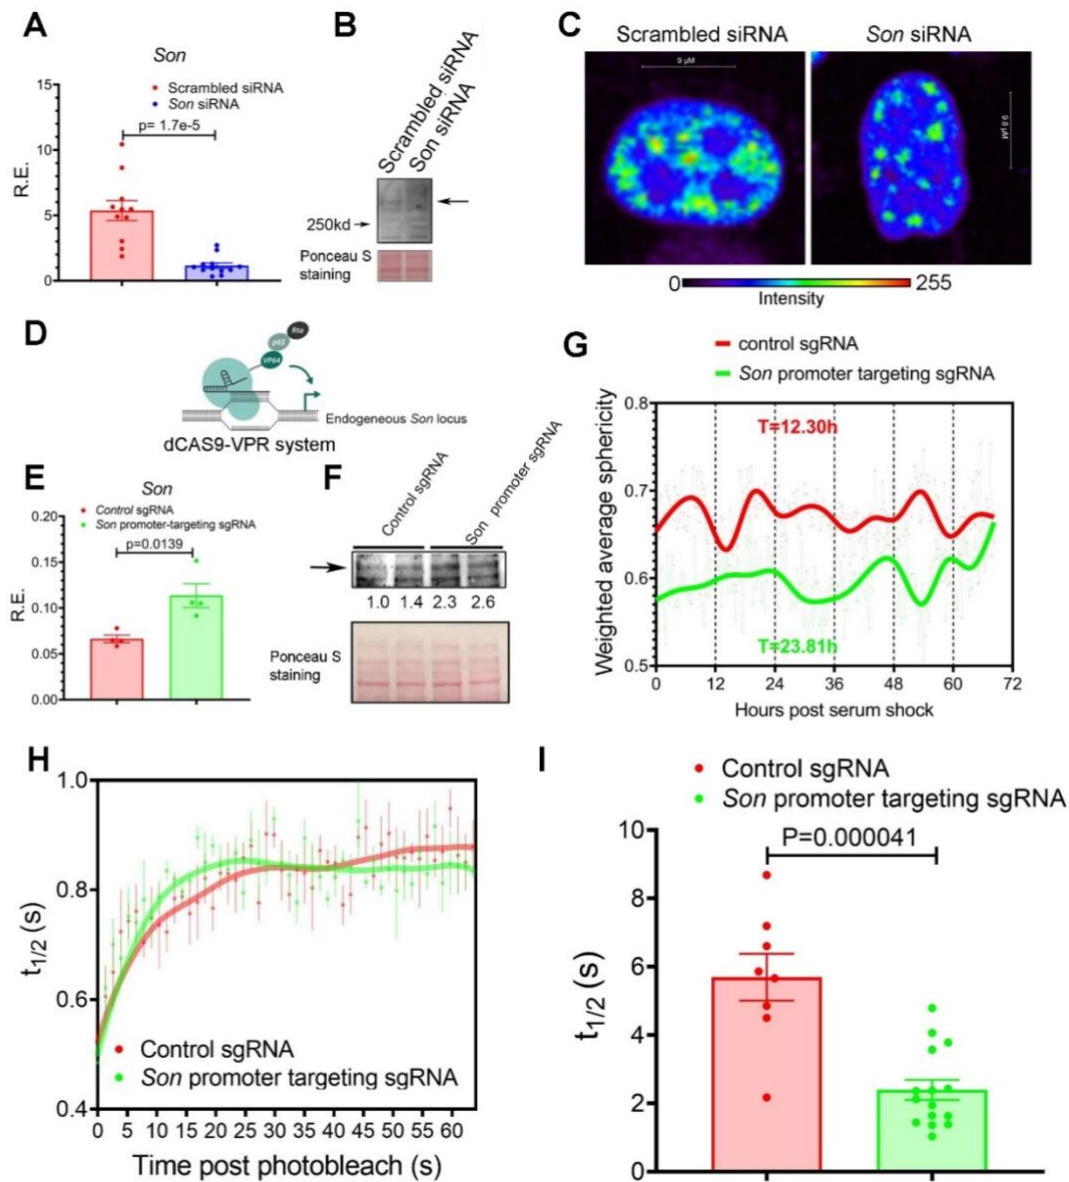 A
Son
Scrambled siRNA
Son siRNA
p= 1.7e-5
R.E.
15
10
5
0
B
Scrambled siRNA
Son siRNA
250kd
Ponceau S
staining
C
Scrambled siRNA
Son siRNA
9 µM
9.8 µM
0
255
Intensity
D
Rta
p65
VP64
Endogeneous Son locus
dCAS9-VPR system
E
Son
Control sgRNA
Son promoter-targeting sgRNA
p=0.0139
R.E.
0.20
0.15
0.10
0.05
0.00
F
Control sgRNA
Son promoter sgRNA
1.0 1.4 2.3 2.6
Ponceau S
staining
G
control sgRNA
Son promoter targeting sgRNA
Weighted average sphericity
0.8
0.7
0.6
0.5
T=12.30h
T=23.81h
0 12 24 36 48 60 72
Hours post serum shock
H
t1/2 (s)
1.0
0.8
0.6
0.4
Control sgRNA
Son promoter targeting sgRNA
0 5 10 15 20 25 30 35 40 45 50 55 60
Time post photobleach (s)
I
Control sgRNA
Son promoter targeting sgRNA
P=0.000041
t1/2 (s)
10
8
6
4
2
0